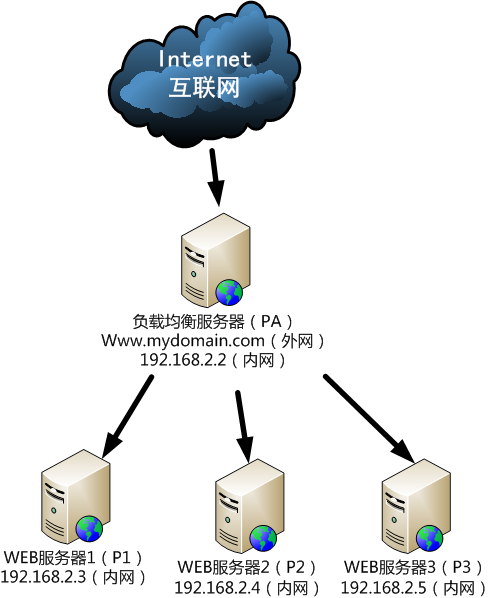 Internet
互联网
负载均衡服务器（PA）
Www.mydomain.com（外网）
192.168.2.2（内网）
WEB服务器1（P1）
192.168.2.3（内网）
WEB服务器2（P2）
192.168.2.4（内网）
WEB服务器3（P3）
192.168.2.5（内网）